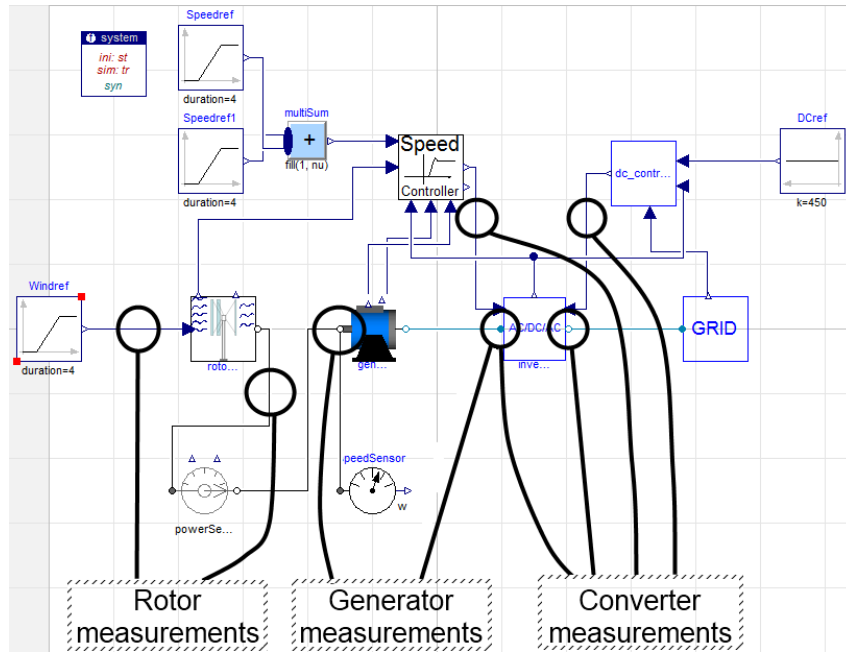 Speedref
system
ini: st
sim: tr
syn
duration=4
Speedref1
multiSum
+
fill(1, nu)
duration=4
Speed
Controller
dc_contr...
DCref
k=450
Windref
duration=4
roto...
gen...
AC/DC/AC
inve...
GRID
peedSensor
w
powerSe...
Rotor
measurements
Generator
measurements
Converter
measurements